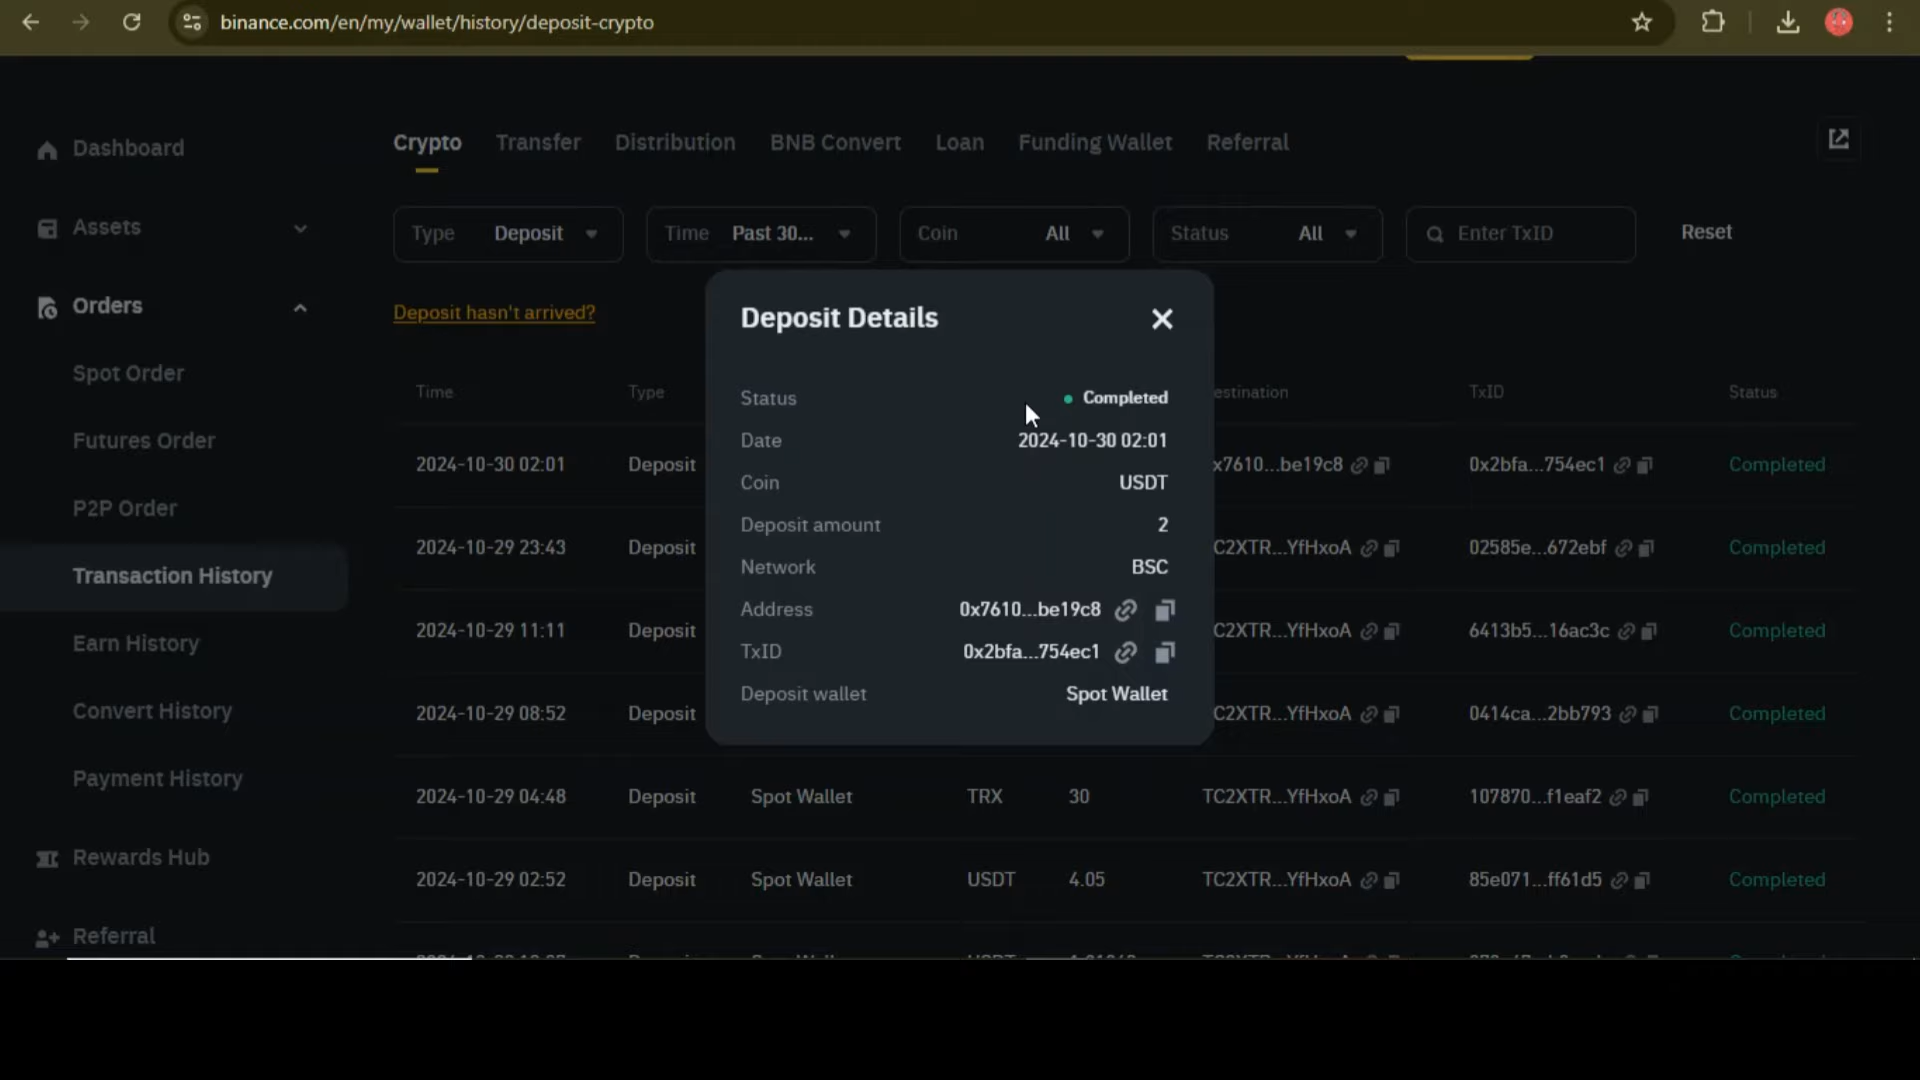 binance.com/en/my/wallet/history/deposit-crypto
Dashboard
Assets
Orders
Spot Order
Futures Order
P2P Order
Transaction History
Earn History
Convert History
Payment History
Rewards Hub
Referral
Crypto Transfer Distribution BNB Convert Loan Funding Wallet Referral
Type Deposit Time Past 30... Coin All Status All Enter TxID Reset
Deposit hasn't arrived?
Deposit Details
Status Completed
Date 2024-10-30 02:01
Coin USDT
Deposit amount 2
Network BSC
Address 0x7610...be19c8
TxID 0x2bfa...754ec1
Deposit wallet Spot Wallet
Time Type estination TxID Status
2024-10-30 02:01 Deposit x7610...be19c8 0x2bfa...754ec1 Completed
2024-10-29 23:43 Deposit C2XTR...YfHxoA 02585e...672ebf Completed
2024-10-29 11:11 Deposit C2XTR...YfHxoA 6413b5...16ac3c Completed
2024-10-29 08:52 Deposit C2XTR...YfHxoA 0414ca...2bb793 Completed
2024-10-29 04:48 Deposit Spot Wallet TRX 30 TC2XTR...YfHxoA 107870...f1eaf2 Completed
2024-10-29 02:52 Deposit Spot Wallet USDT 4.05 TC2XTR...YfHxoA 85e071...ff61d5 Completed